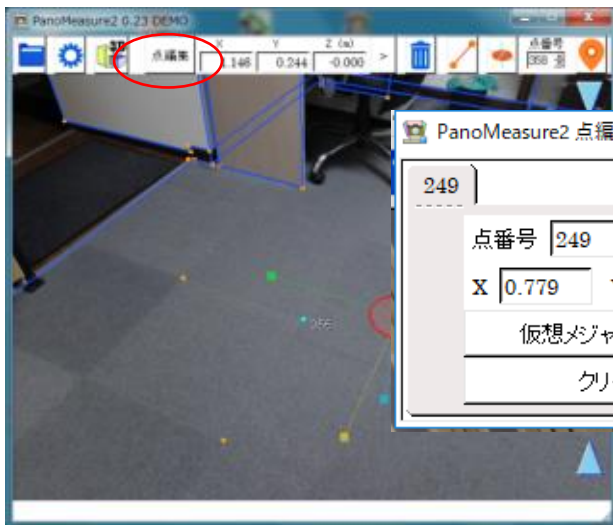 PanoMeasure2 0.23 DEMO
点編集
X Y Z (m)
.146 0.244 -0.000 >
点番号
358
PanoMeasure2 点編
249
点番号 249
X 0.779
仮想メジャ
クリ